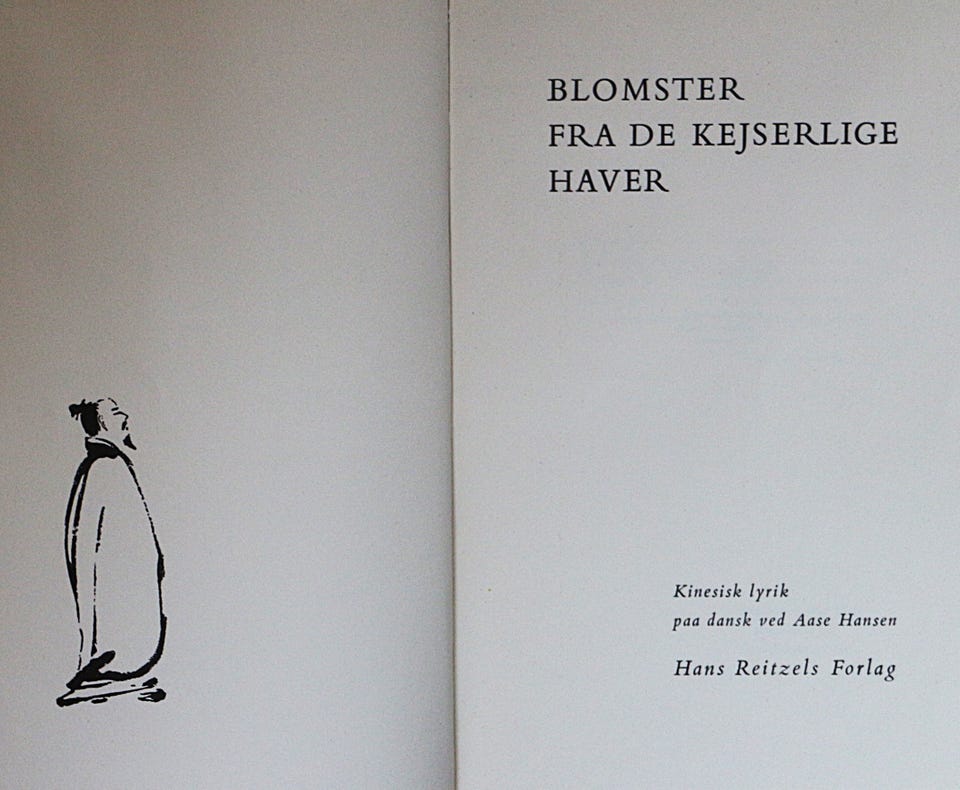 BLOMSTER
FRA DE KEJSERLIGE
HAVER
Kinesisk lyrik
paa dansk ved Aase Hansen
Hans Reitzels Forlag